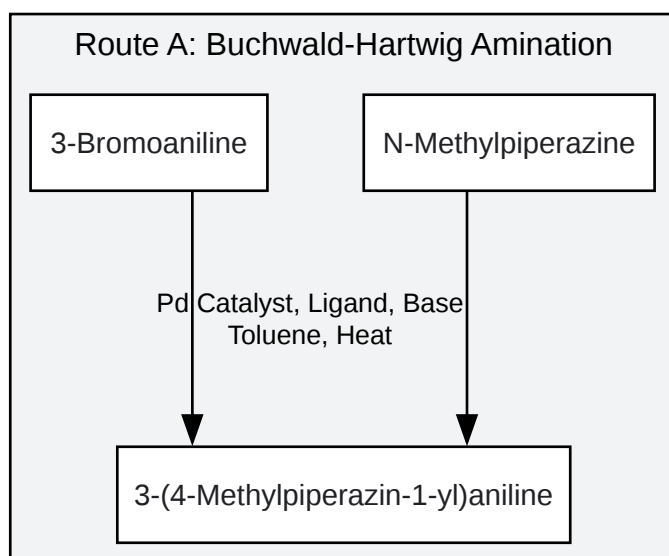 Route A: Buchwald-Hartwig Amination
3-Bromoaniline
N-Methylpiperazine
Pd Catalyst, Ligand, Base
Toluene, Heat
3-(4-Methylpiperazin-1-yl)aniline